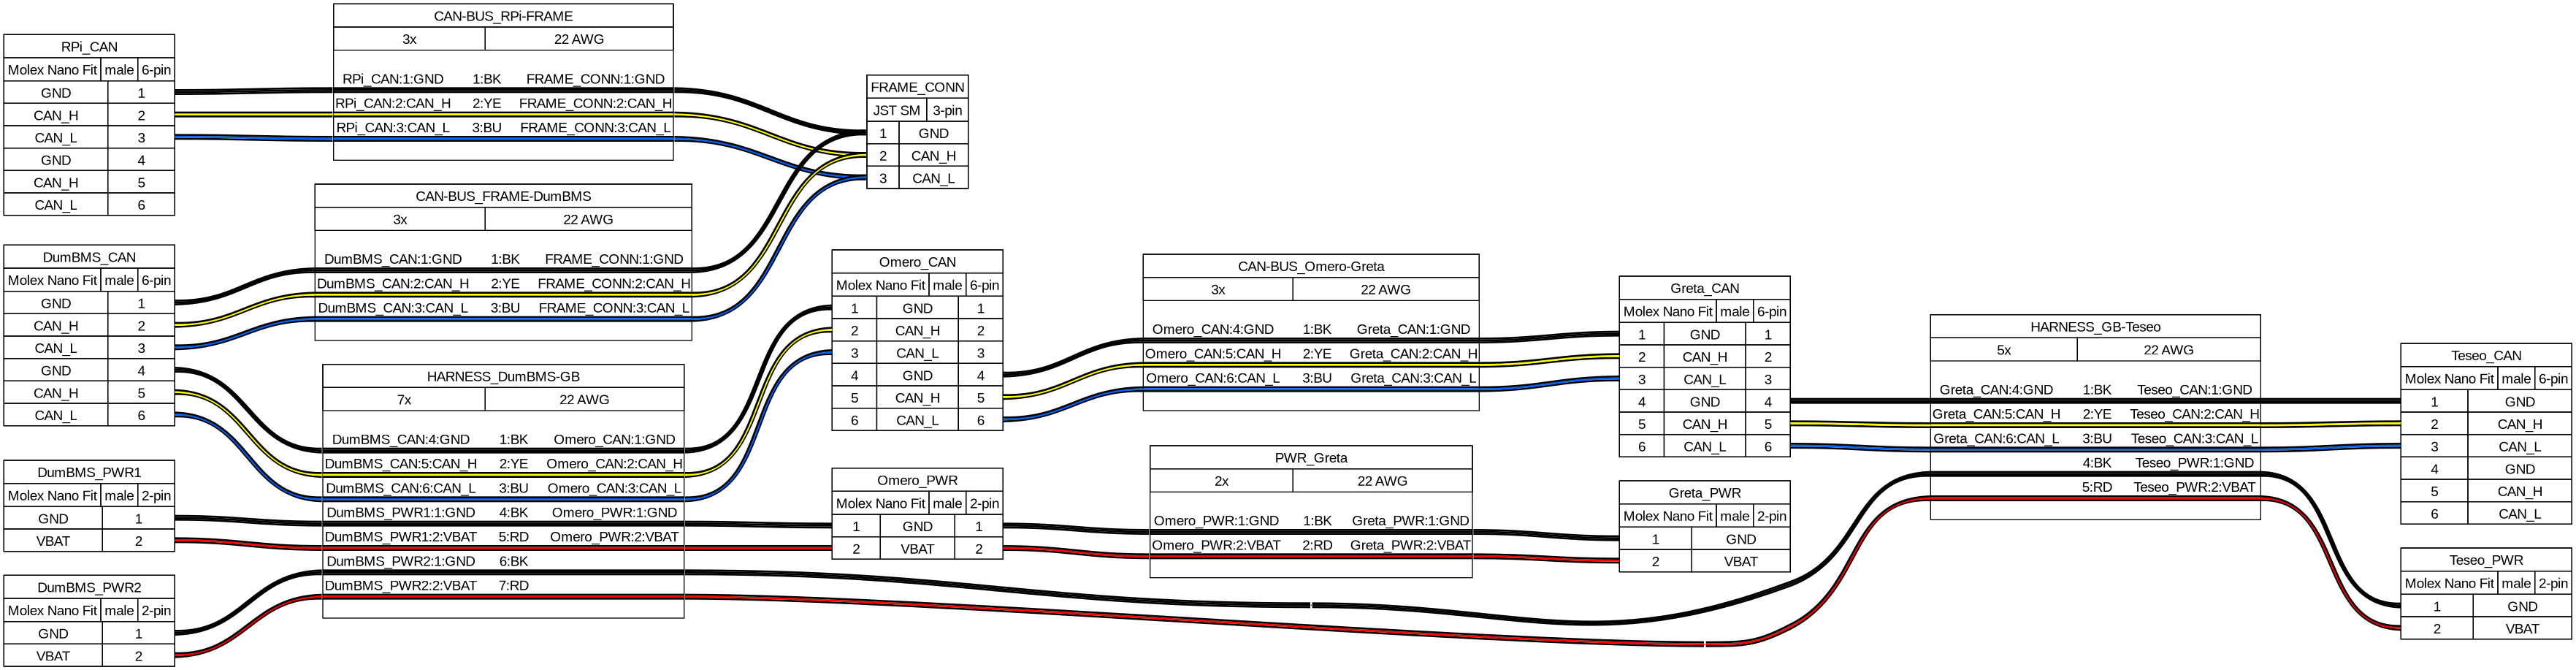 RPi_CAN
Molex Nano Fit male 6-pin
GND 1
CAN_H 2
CAN_L 3
GND 4
CAN_H 5
CAN_L 6
CAN-BUS_RPi-FRAME
3x 22 AWG
RPi_CAN:1:GND 1:BK FRAME_CONN:1:GND
RPi_CAN:2:CAN_H 2:YE FRAME_CONN:2:CAN_H
RPi_CAN:3:CAN_L 3:BU FRAME_CONN:3:CAN_L
FRAME_CONN
JST SM 3-pin
1 GND
2 CAN_H
3 CAN_L
DumBMS_CAN
Molex Nano Fit male 6-pin
GND 1
CAN_H 2
CAN_L 3
GND 4
CAN_H 5
CAN_L 6
CAN-BUS_FRAME-DumBMS
3x 22 AWG
DumBMS_CAN:1:GND 1:BK FRAME_CONN:1:GND
DumBMS_CAN:2:CAN_H 2:YE FRAME_CONN:2:CAN_H
DumBMS_CAN:3:CAN_L 3:BU FRAME_CONN:3:CAN_L
DumBMS_PWR1
Molex Nano Fit male 2-pin
GND 1
VBAT 2
DumBMS_PWR2
Molex Nano Fit male 2-pin
GND 1
VBAT 2
HARNESS_DumBMS-GB
7x 22 AWG
DumBMS_CAN:4:GND 1:BK Omero_CAN:1:GND
DumBMS_CAN:5:CAN_H 2:YE Omero_CAN:2:CAN_H
DumBMS_CAN:6:CAN_L 3:BU Omero_CAN:3:CAN_L
DumBMS_PWR1:1:GND 4:BK Omero_PWR:1:GND
DumBMS_PWR1:2:VBAT 5:RD Omero_PWR:2:VBAT
DumBMS_PWR2:1:GND 6:BK
DumBMS_PWR2:2:VBAT 7:RD
Omero_CAN
Molex Nano Fit male 6-pin
1 GND 1
2 CAN_H 2
3 CAN_L 3
4 GND 4
5 CAN_H 5
6 CAN_L 6
Omero_PWR
Molex Nano Fit male 2-pin
1 GND 1
2 VBAT 2
CAN-BUS_Omero-Greta
3x 22 AWG
Omero_CAN:4:GND 1:BK Greta_CAN:1:GND
Omero_CAN:5:CAN_H 2:YE Greta_CAN:2:CAN_H
Omero_CAN:6:CAN_L 3:BU Greta_CAN:3:CAN_L
PWR_Greta
2x 22 AWG
Omero_PWR:1:GND 1:BK Greta_PWR:1:GND
Omero_PWR:2:VBAT 2:RD Greta_PWR:2:VBAT
Greta_CAN
Molex Nano Fit male 6-pin
1 GND 1
2 CAN_H 2
3 CAN_L 3
4 GND 4
5 CAN_H 5
6 CAN_L 6
Greta_PWR
Molex Nano Fit male 2-pin
1 GND
2 VBAT
HARNESS_GB-Teseo
5x 22 AWG
Greta_CAN:4:GND 1:BK Teseo_CAN:1:GND
Greta_CAN:5:CAN_H 2:YE Teseo_CAN:2:CAN_H
Greta_CAN:6:CAN_L 3:BU Teseo_CAN:3:CAN_L
4:BK Teseo_PWR:1:GND
5:RD Teseo_PWR:2:VBAT
Teseo_CAN
Molex Nano Fit male 6-pin
1 GND
2 CAN_H
3 CAN_L
4 GND
5 CAN_H
6 CAN_L
Teseo_PWR
Molex Nano Fit male 2-pin
1 GND
2 VBAT